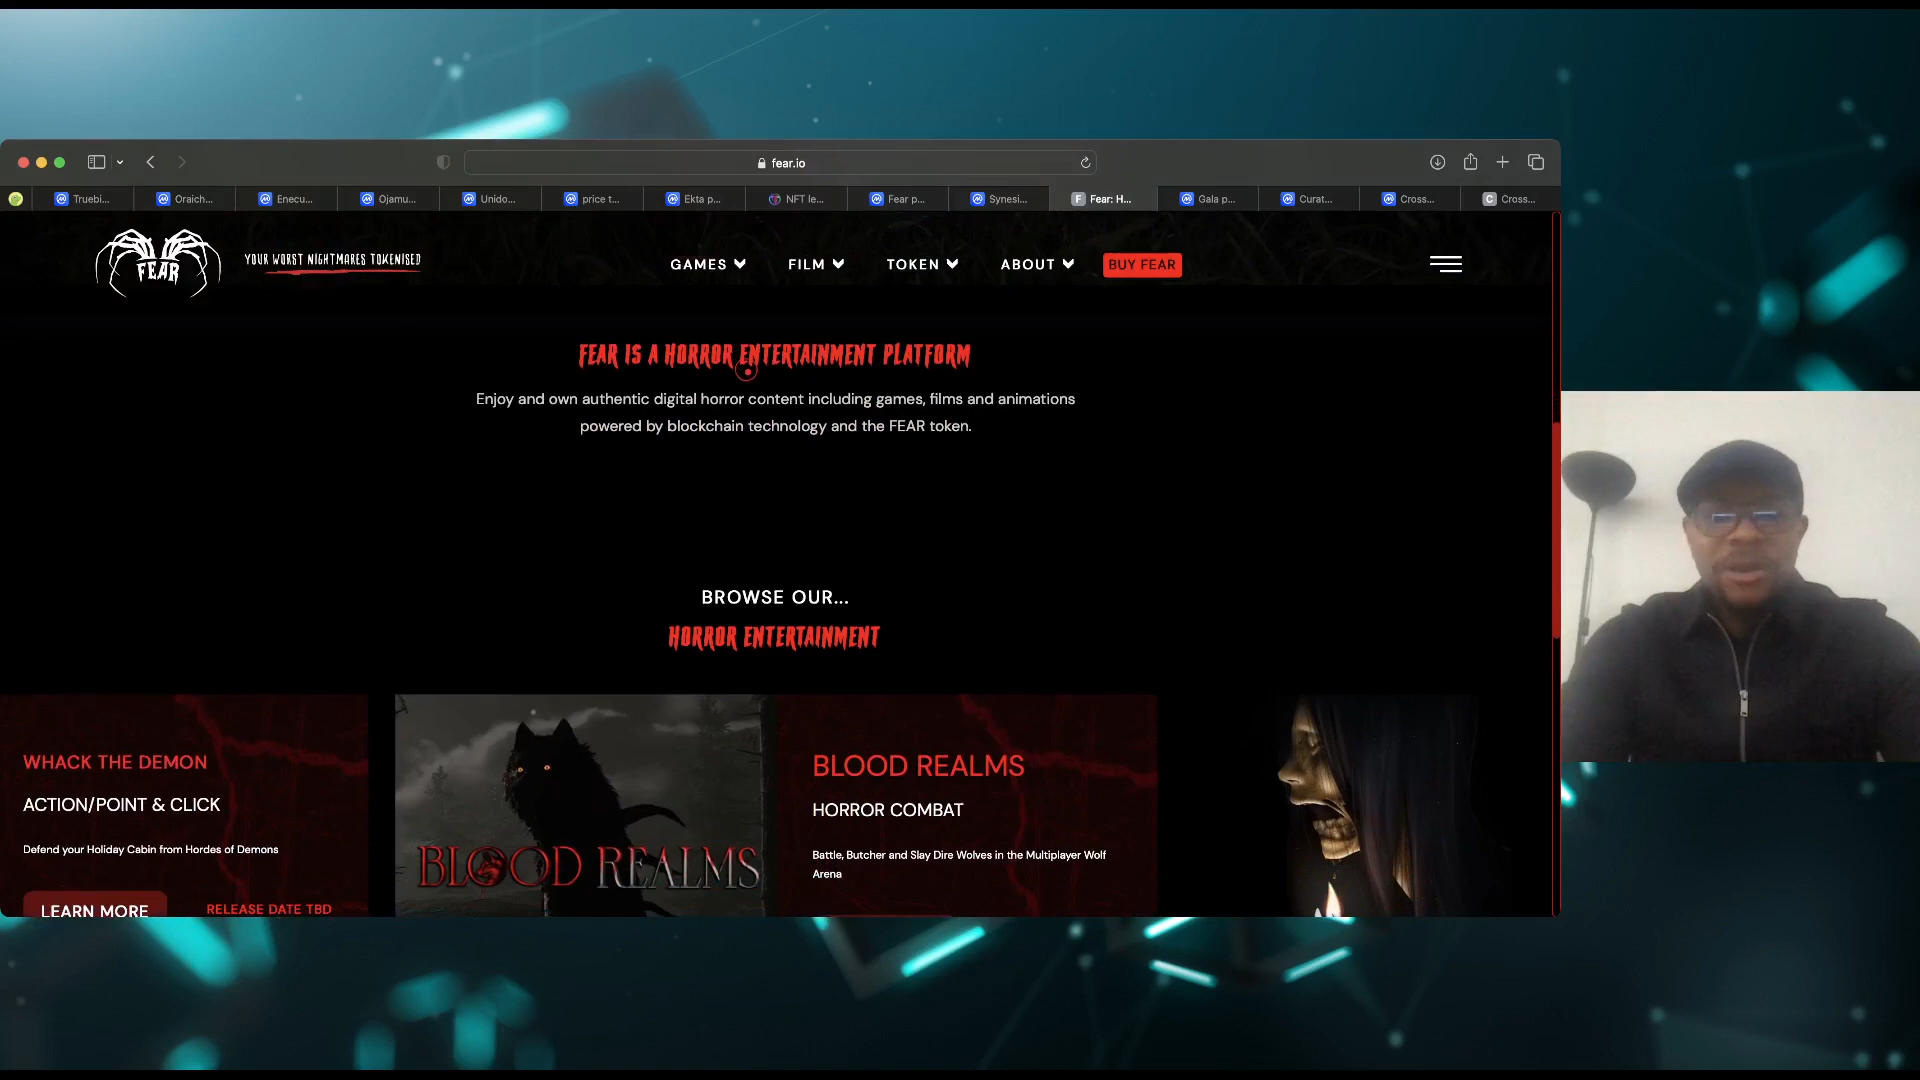 fear.io
Truebi...
Oraich...
Enecu...
Ojamu...
Unido...
price t...
Ekta p...
NFT le...
Fear p...
Synesi...
F Fear: H...
Gala p...
Curat...
Cross...
C Cross...
FEAR
YOUR WORST NIGHTMARES TOKENISED
GAMES
FILM
TOKEN
ABOUT
BUY FEAR
FEAR IS A HORROR ENTERTAINMENT PLATFORM
Enjoy and own authentic digital horror content including games, films and animations
powered by blockchain technology and the FEAR token.
BROWSE OUR...
HORROR ENTERTAINMENT
WHACK THE DEMON
ACTION/POINT & CLICK
Defend your Holiday Cabin from Hordes of Demons
LEARN MORE
RELEASE DATE TBD
BLOOD REALMS
BLOOD REALMS
HORROR COMBAT
Battle, Butcher and Slay Dire Wolves in the Multiplayer Wolf
Arena